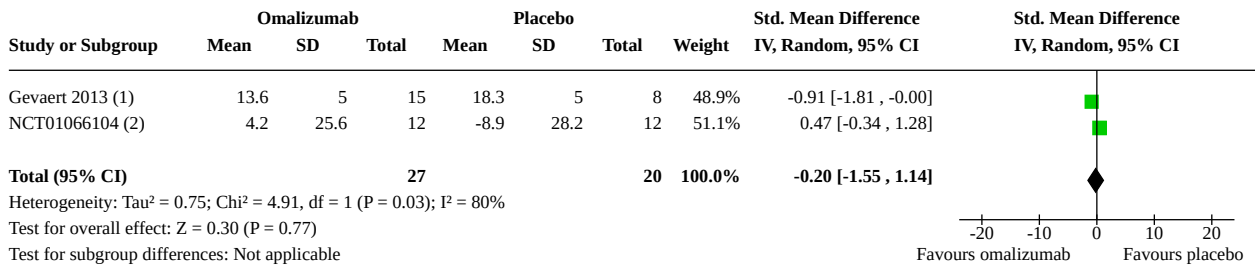 Omalizumab Placebo Std. Mean Difference Std. Mean Difference
Study or Subgroup Mean SD Total Mean SD Total Weight IV, Random, 95% CI IV, Random, 95% CI
Gevaert 2013 (1) 13.6 5 15 18.3 5 8 48.9% -0.91 [-1.81 , -0.00]
NCT01066104 (2) 4.2 25.6 12 -8.9 28.2 12 51.1% 0.47 [-0.34 , 1.28]
Total (95% CI) 27 20 100.0% -0.20 [-1.55 , 1.14]
Heterogeneity: Tau² = 0.75; Chi² = 4.91, df = 1 (P = 0.03); I² = 80%
Test for overall effect: Z = 0.30 (P = 0.77) -20 -10 0 10 20
Test for subgroup differences: Not applicable Favours omalizumab Favours placebo